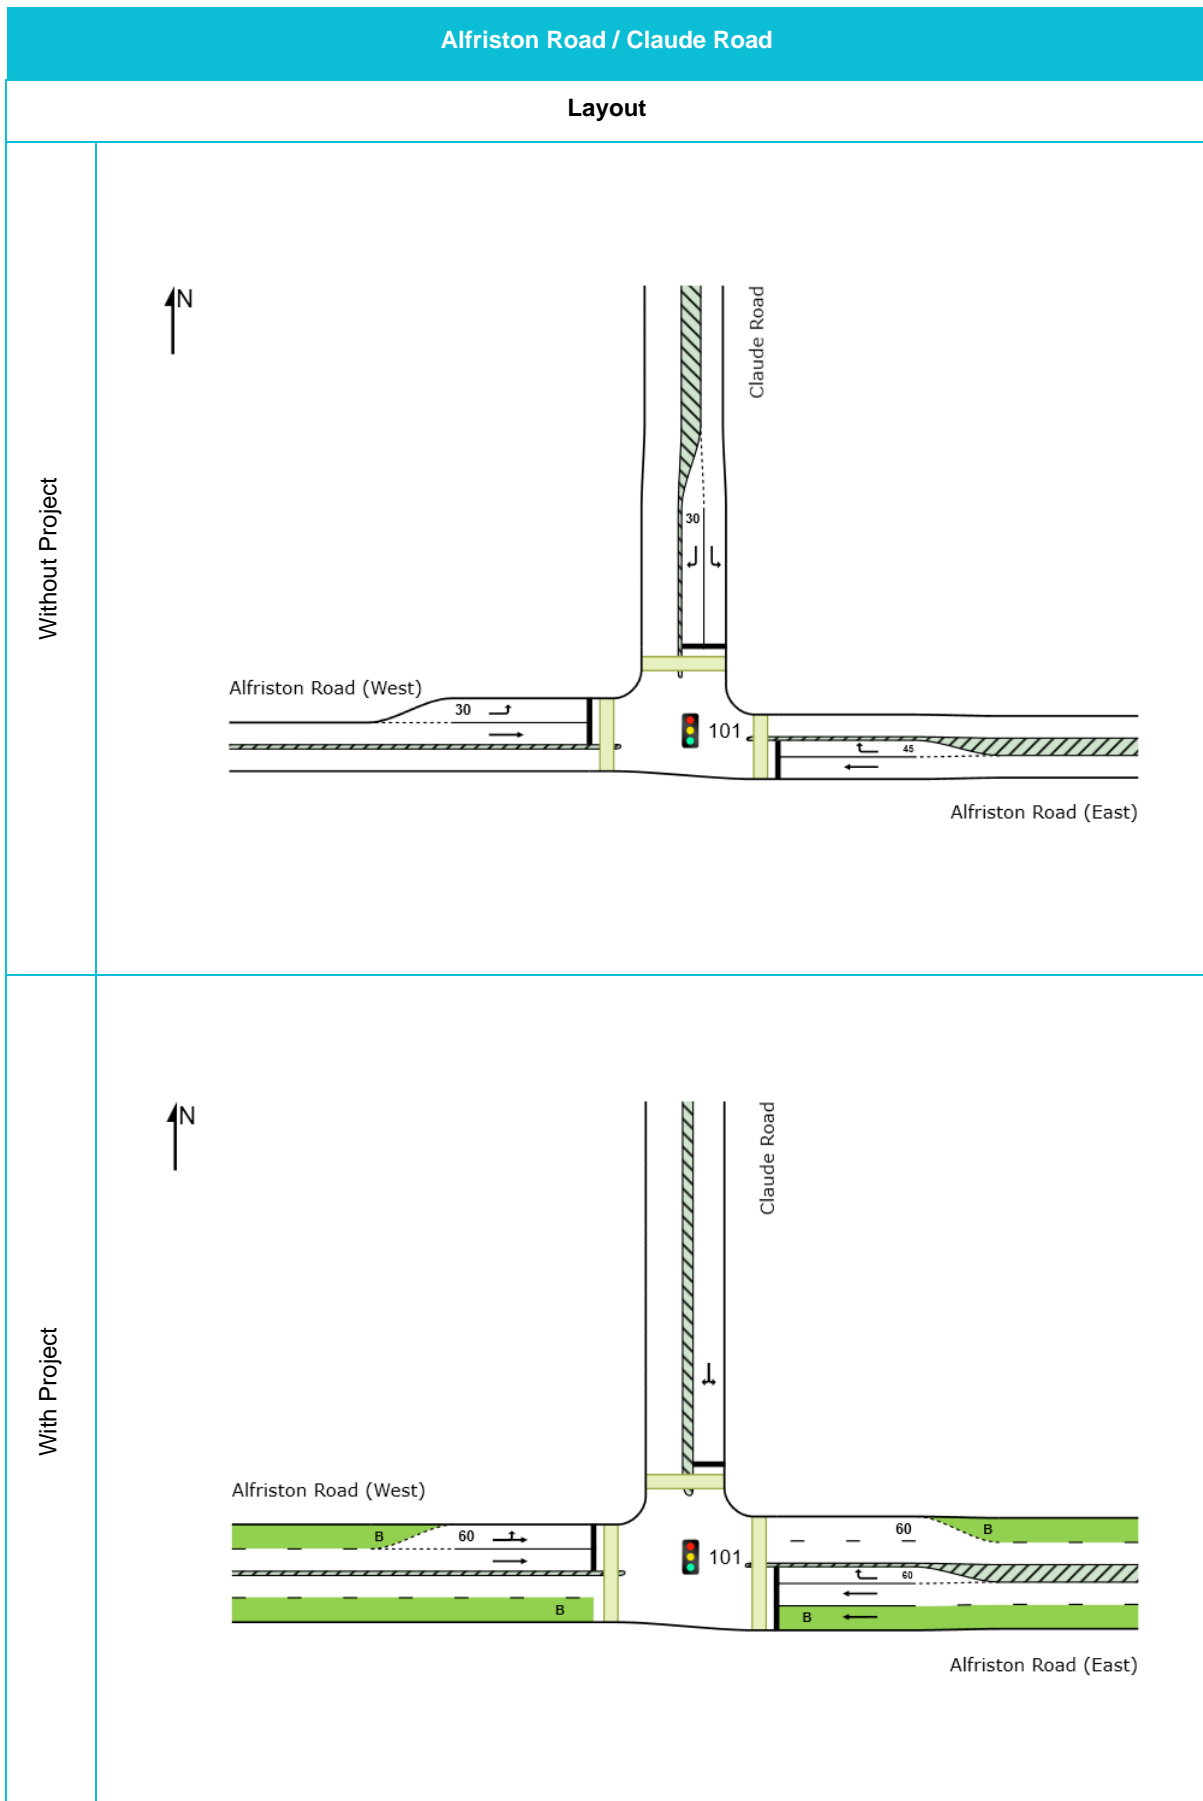 Alfriston Road / Claude Road
Layout
Without Project
N
Claude Road
30
Alfriston Road (West)
30
101
45
Alfriston Road (East)
With Project
N
Claude Road
Alfriston Road (West)
B
60
60
B
101
60
B
B
Alfriston Road (East)